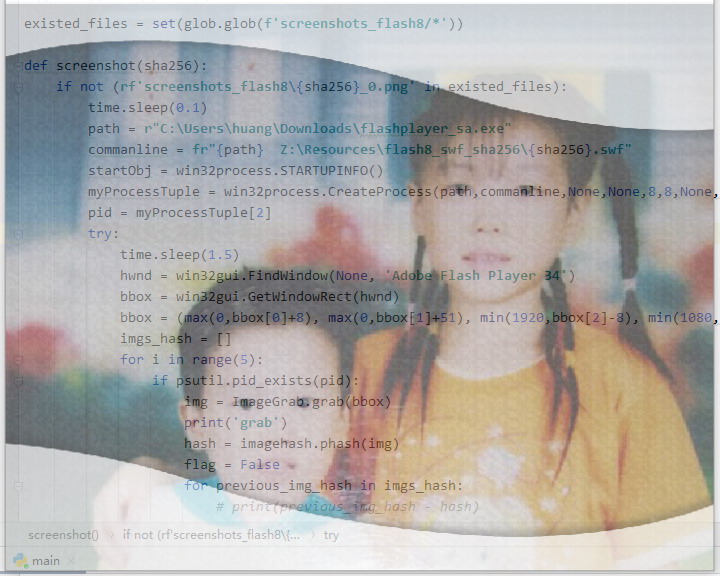 existed_files = set(glob.glob(f'screenshots_flash8/*'))
def screenshot(sha256):
if not (rf'screenshots_flash8\{sha256}_0.png' in existed_files):
time.sleep(0.1)
path = r"C:\Users\huang\Downloads\flashplayer_sa.exe"
commanline = fr"{path}  Z:\Resources\flash8_swf_sha256\{sha256}.swf"
startObj = win32process.STARTUPINFO()
myProcessTuple = win32process.CreateProcess(path,commanline,None,None,8,8,None,
pid = myProcessTuple[2]
try:
time.sleep(1.5)
hwnd = win32gui.FindWindow(None, 'Adobe Flash Player 34')
bbox = win32gui.GetWindowRect(hwnd)
bbox = (max(0,bbox[0]+8), max(0,bbox[1]+51), min(1920,bbox[2]-8), min(1080,
imgs_hash = []
for i in range(5):
if psutil.pid_exists(pid):
img = ImageGrab.grab(bbox)
print('grab')
hash = imagehash.phash(img)
flag = False
for previous_img_hash in imgs_hash:
# print(previous_img_hash - hash)
screenshot() › if not (rf'screenshots_flash8\{... › try
main ×